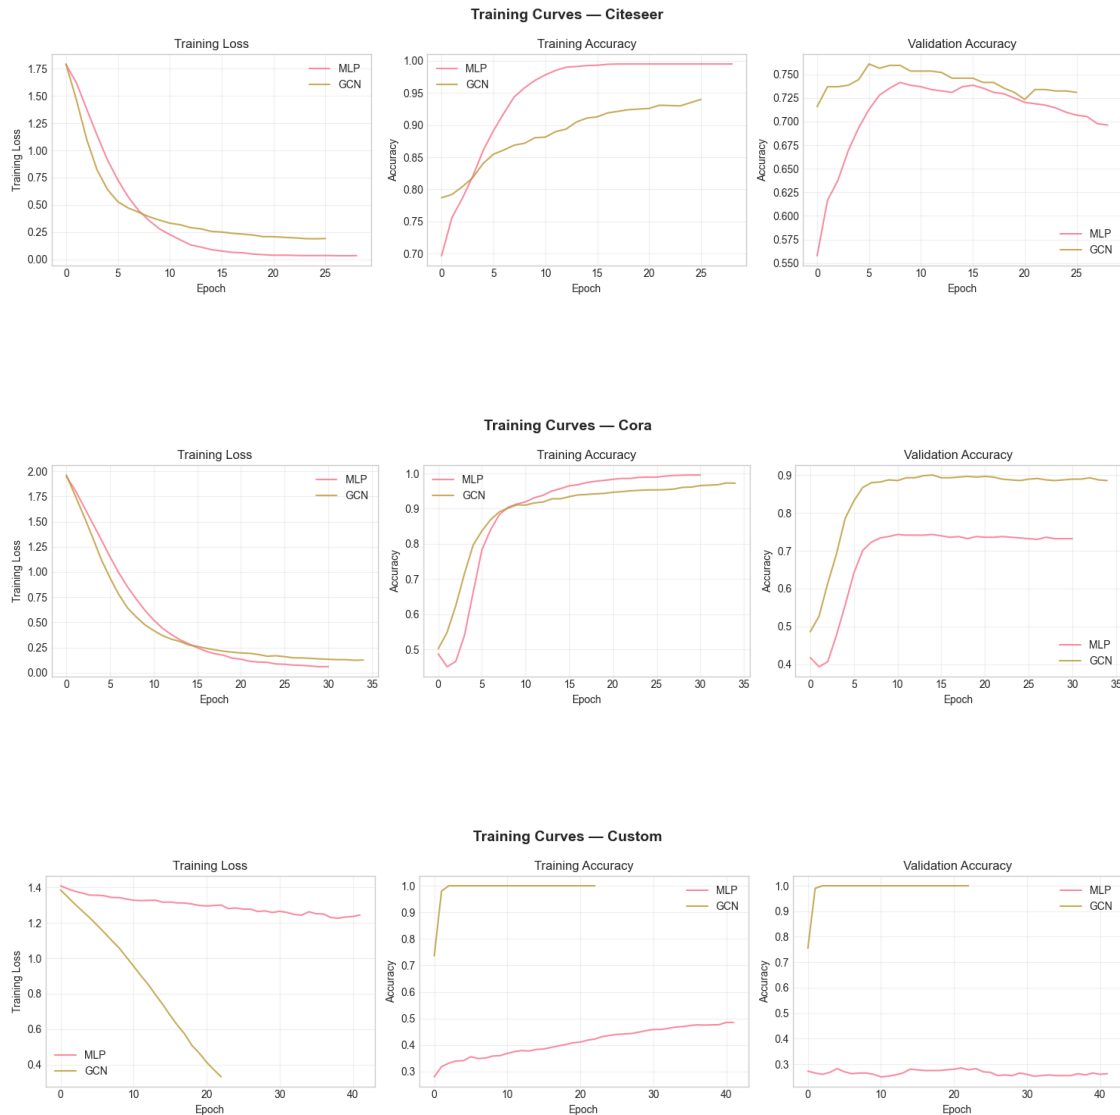 Training Curves — Citeseer
Training Loss
Training Loss
1.75
1.50
1.25
1.00
0.75
0.50
0.25
0.00
MLP
GCN
0 5 10 15 20 25
Epoch
Training Accuracy
Accuracy
1.00
0.95
0.90
0.85
0.80
0.75
0.70
MLP
GCN
0 5 10 15 20 25
Epoch
Validation Accuracy
Accuracy
0.750
0.725
0.700
0.675
0.650
0.625
0.600
0.575
0.550
MLP
GCN
0 5 10 15 20 25
Epoch
Training Curves — Cora
Training Loss
Training Loss
2.00
1.75
1.50
1.25
1.00
0.75
0.50
0.25
0.00
MLP
GCN
0 5 10 15 20 25 30 35
Epoch
Training Accuracy
Accuracy
1.0
0.9
0.8
0.7
0.6
0.5
MLP
GCN
0 5 10 15 20 25 30 35
Epoch
Validation Accuracy
Accuracy
0.9
0.8
0.7
0.6
0.5
0.4
MLP
GCN
0 5 10 15 20 25 30 35
Epoch
Training Curves — Custom
Training Loss
Training Loss
1.4
1.2
1.0
0.8
0.6
0.4
MLP
GCN
0 10 20 30 40
Epoch
Training Accuracy
Accuracy
1.0
0.9
0.8
0.7
0.6
0.5
0.4
0.3
MLP
GCN
0 10 20 30 40
Epoch
Validation Accuracy
Accuracy
1.0
0.9
0.8
0.7
0.6
0.5
0.4
0.3
MLP
GCN
0 10 20 30 40
Epoch